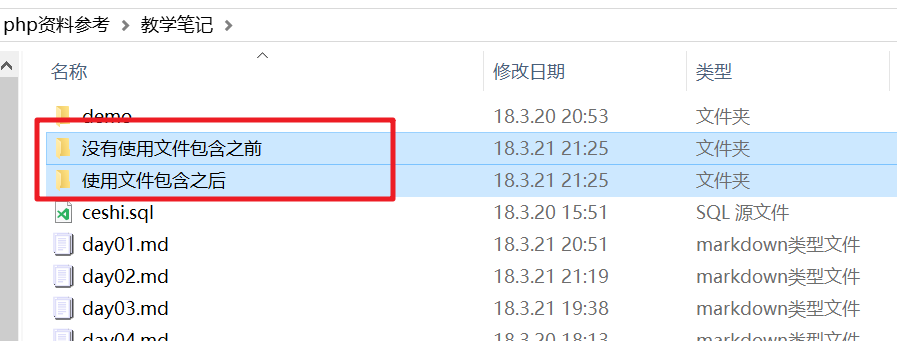 php资料参考 > 教学笔记 >
名称 修改日期 类型
demo 18.3.20 20:53 文件夹
没有使用文件包含之前 18.3.21 21:25 文件夹
使用文件包含之后 18.3.21 21:25 文件夹
ceshi.sql 18.3.20 15:51 SQL 源文件
day01.md 18.3.21 20:51 markdown类型文件
day02.md 18.3.21 21:19 markdown类型文件
day03.md 18.3.21 19:38 markdown类型文件
day04.md 18.3.20 18:13 markdown类型文件